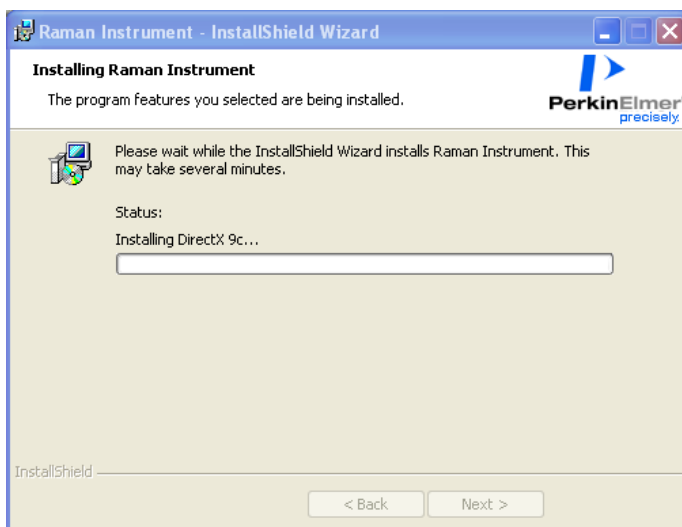 Raman Instrument - InstallShield Wizard
Installing Raman Instrument
The program features you selected are being installed.
PerkinElmer
precisely.
Please wait while the InstallShield Wizard installs Raman Instrument. This
may take several minutes.
Status:
Installing DirectX 9c...
InstallShield
< Back
Next >